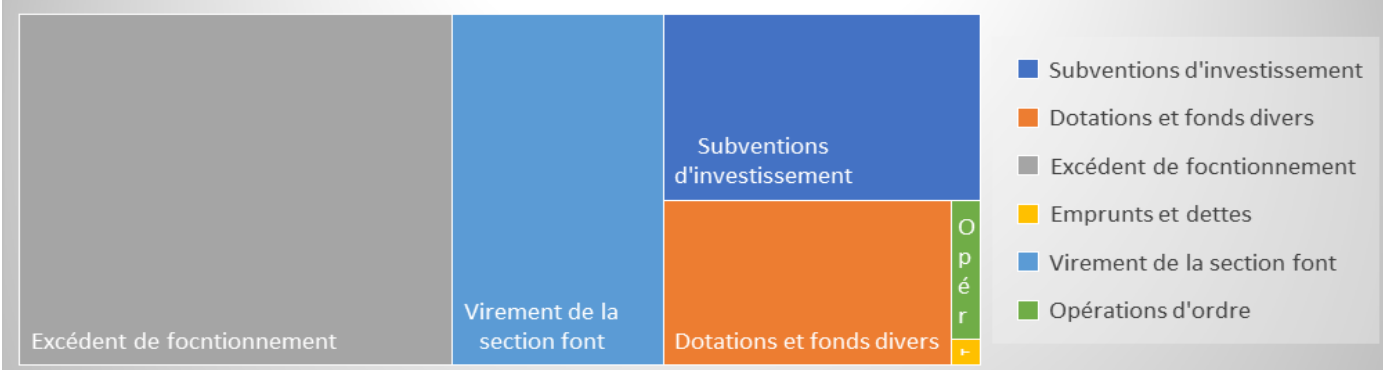 Excédent de focntionnement
Virement de la
section font
Subventions
d'investissement
Dotations et fonds divers
O
p
é
r
Subventions d'investissement
Dotations et fonds divers
Excédent de focntionnement
Emprunts et dettes
Virement de la section font
Opérations d'ordre